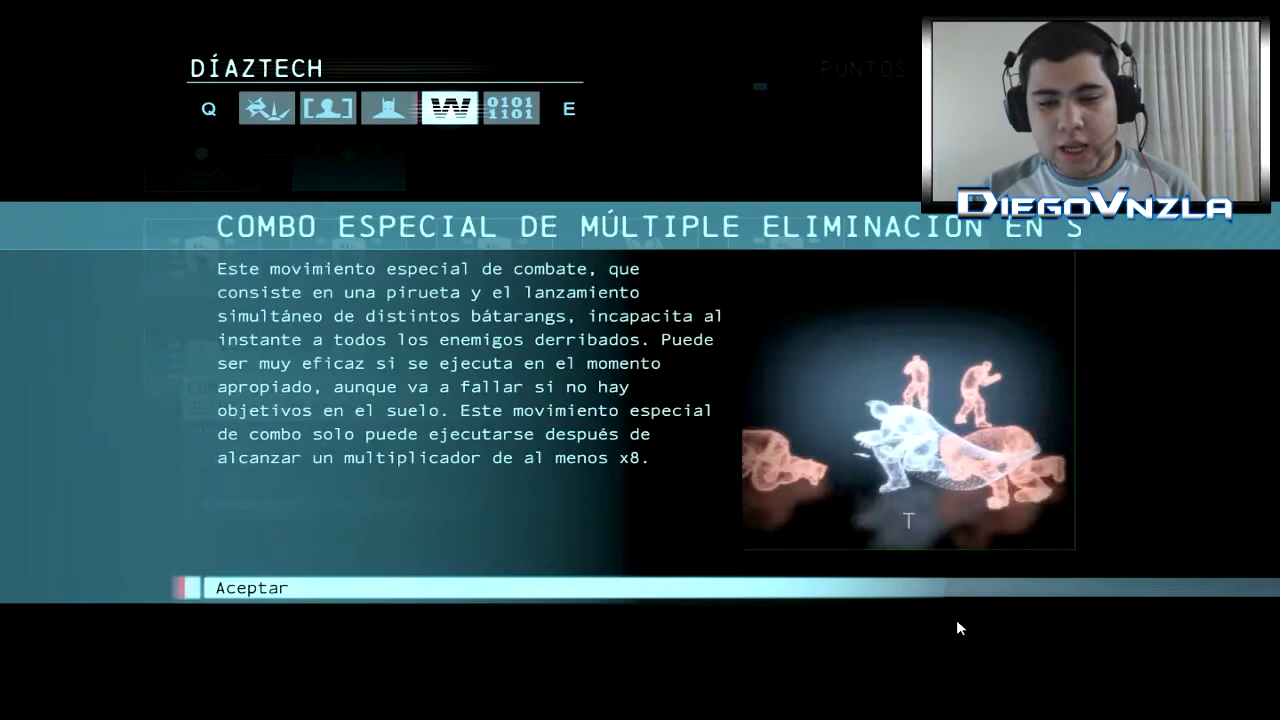 DÍAZTECH
PUNTOS
Q
W
0101
1101
E
DIEGOVNZLA
COMBO ESPECIAL DE MÚLTIPLE ELIMINACIÓN EN S
Este movimiento especial de combate, que
consiste en una pirueta y el lanzamiento
simultáneo de distintos bátarangs, incapacita al
instante a todos los enemigos derribados. Puede
ser muy eficaz si se ejecuta en el momento
apropiado, aunque va a fallar si no hay
objetivos en el suelo. Este movimiento especial
de combo solo puede ejecutarse después de
alcanzar un multiplicador de al menos x8.
T
Aceptar